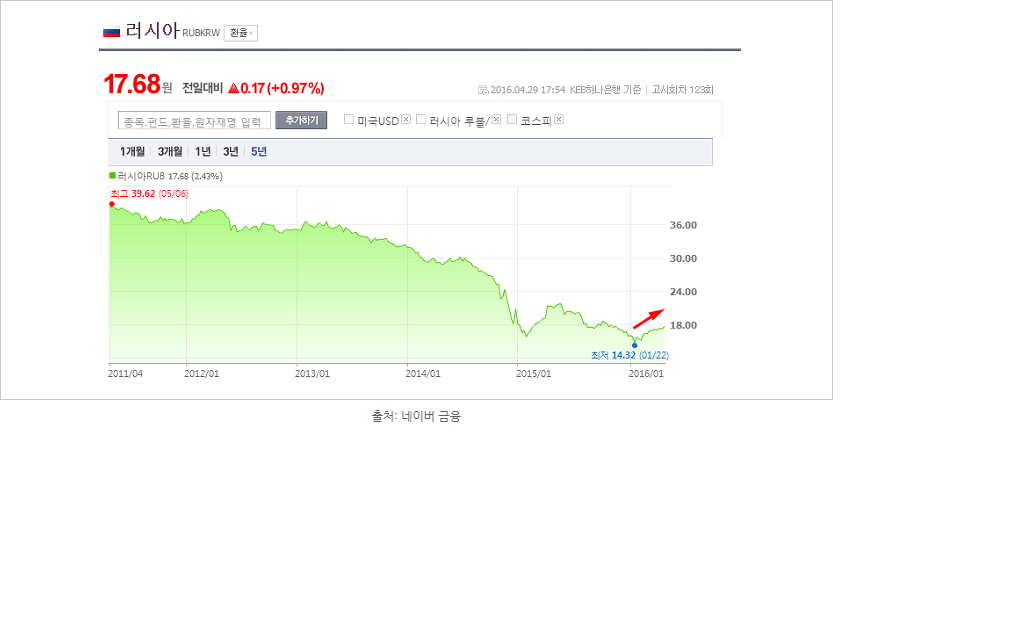 러시아 RUBKRW 환율
17.68원 전일대비 ▲0.17 (+0.97%)
2016.04.29 17:54 KEB하나은행 기준 | 고시회차 123회
종목.펀드,환율,원자재명 입력 추가하기 미국USD 러시아 루블/ 코스피
1개월 3개월 1년 3년 5년
러시아RUB 17.68 (2.43%)
최고 39.62 (05/06)
36.00
30.00
24.00
18.00
최저 14.32 (01/22)
2011/04 2012/01 2013/01 2014/01 2015/01 2016/01
출처: 네이버 금융